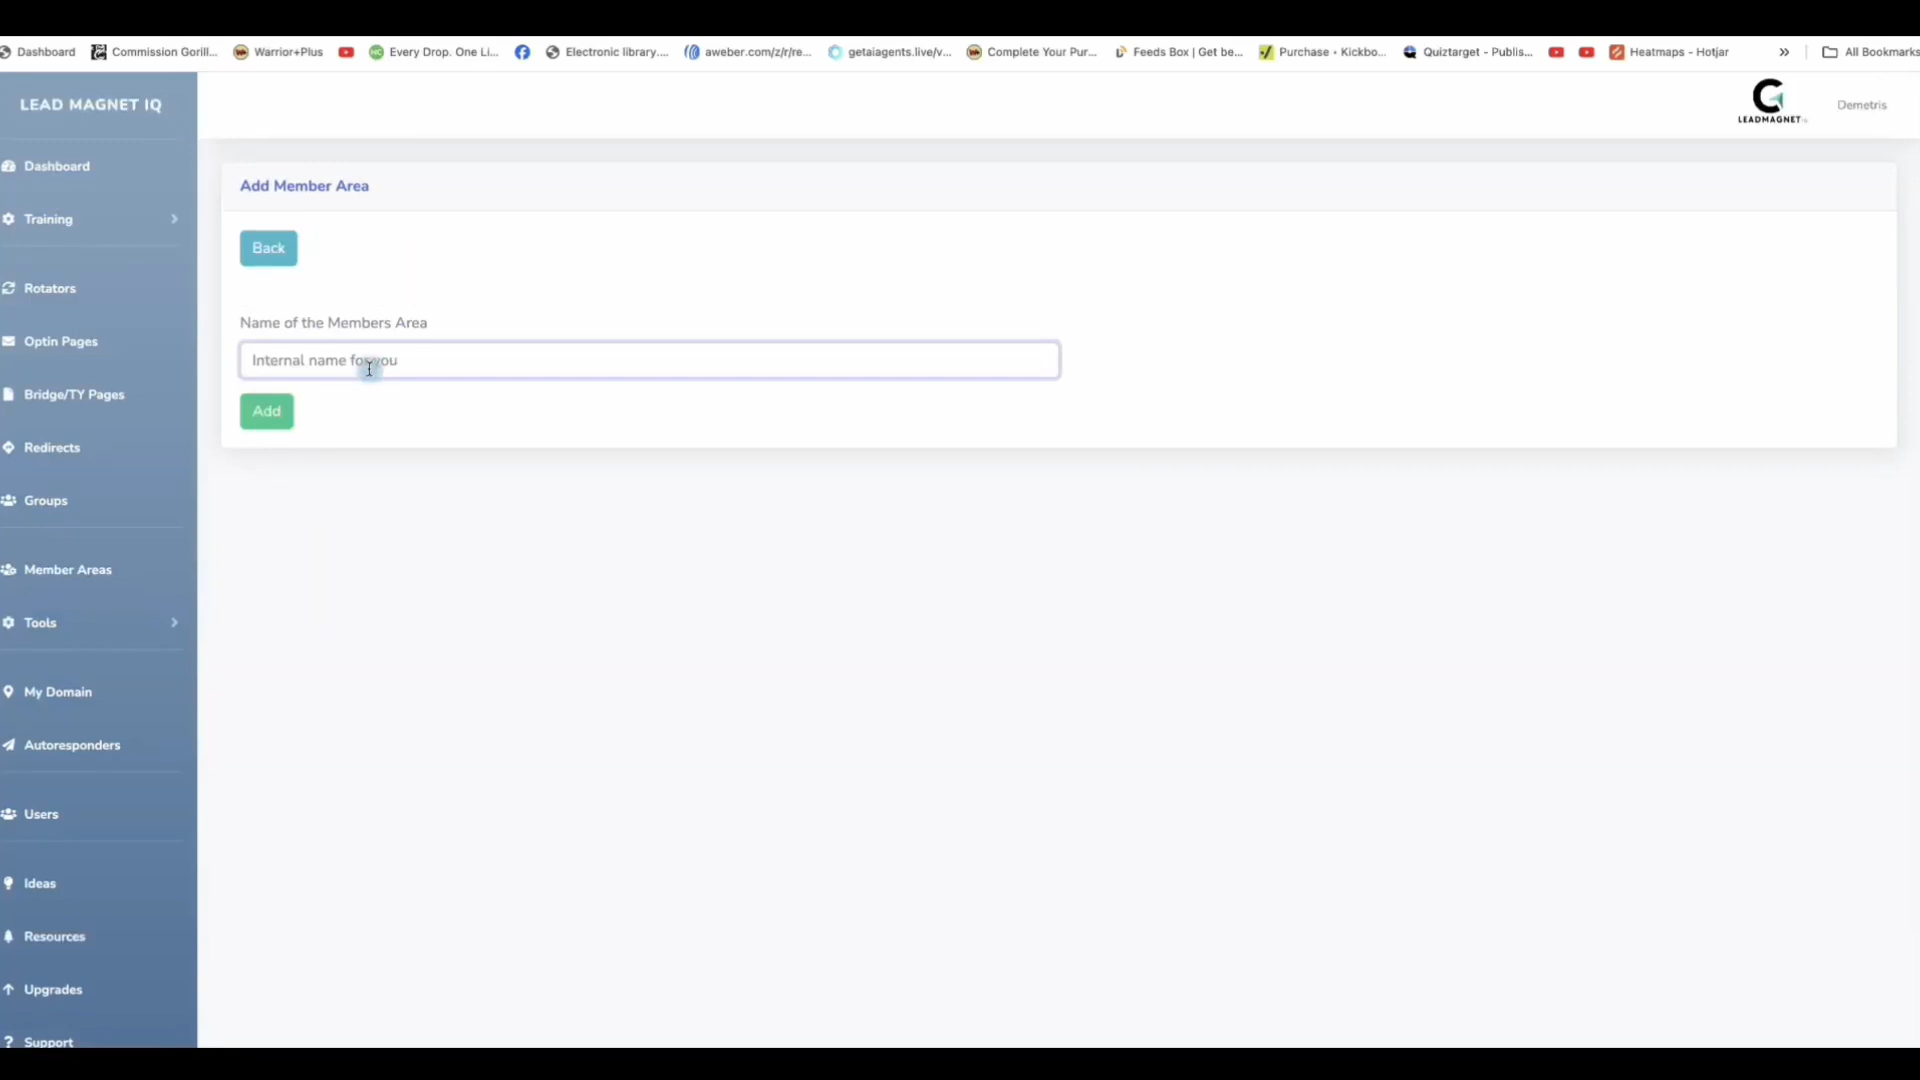 Dashboard
Commission Gorill...
Warrior+Plus
Every Drop. One Li...
Electronic library....
aweber.com/z/r/re...
getaiagents.live/v...
Complete Your Pur...
Feeds Box | Get be...
Purchase • Kickbo...
Quiztarget - Publis...
Heatmaps - Hotjar
»
All Bookmarks
LEAD MAGNET IQ
LEADMAGNET
Demetris
Dashboard
Training
Rotators
Optin Pages
Bridge/TY Pages
Redirects
Groups
Member Areas
Tools
My Domain
Autoresponders
Users
Ideas
Resources
Upgrades
Support
Add Member Area
Back
Name of the Members Area
Internal name for you
Add